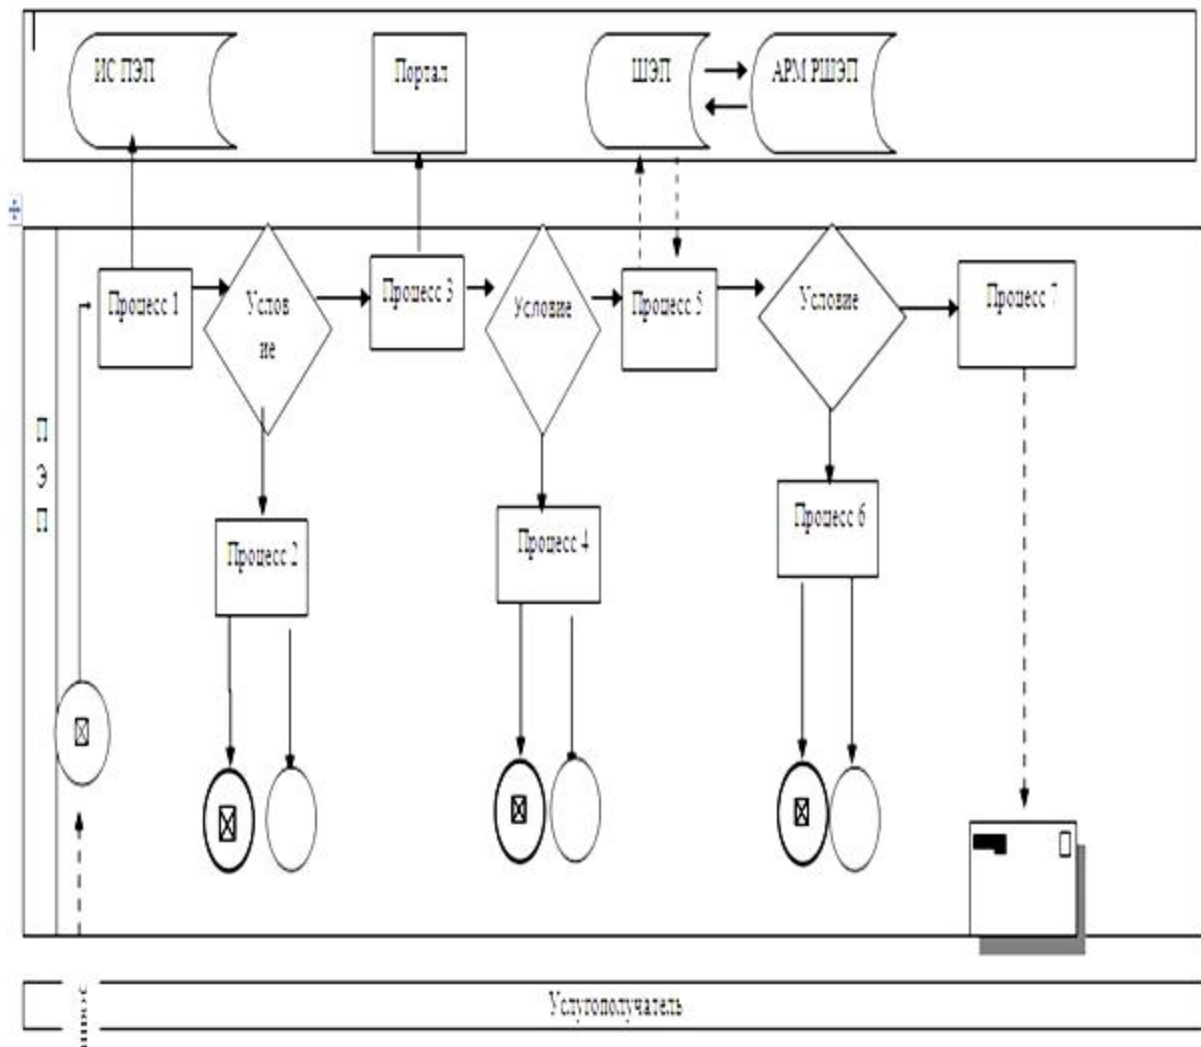 ИС ПЭП
Портал
ШЭП
АРМ РШЭП
Процесс 1
Услов
ие
Процесс 3
Условие
Процесс 5
Условие
Процесс 7
П
Э
П
Процесс 2
Процесс 4
Процесс 6
Услугополучатель